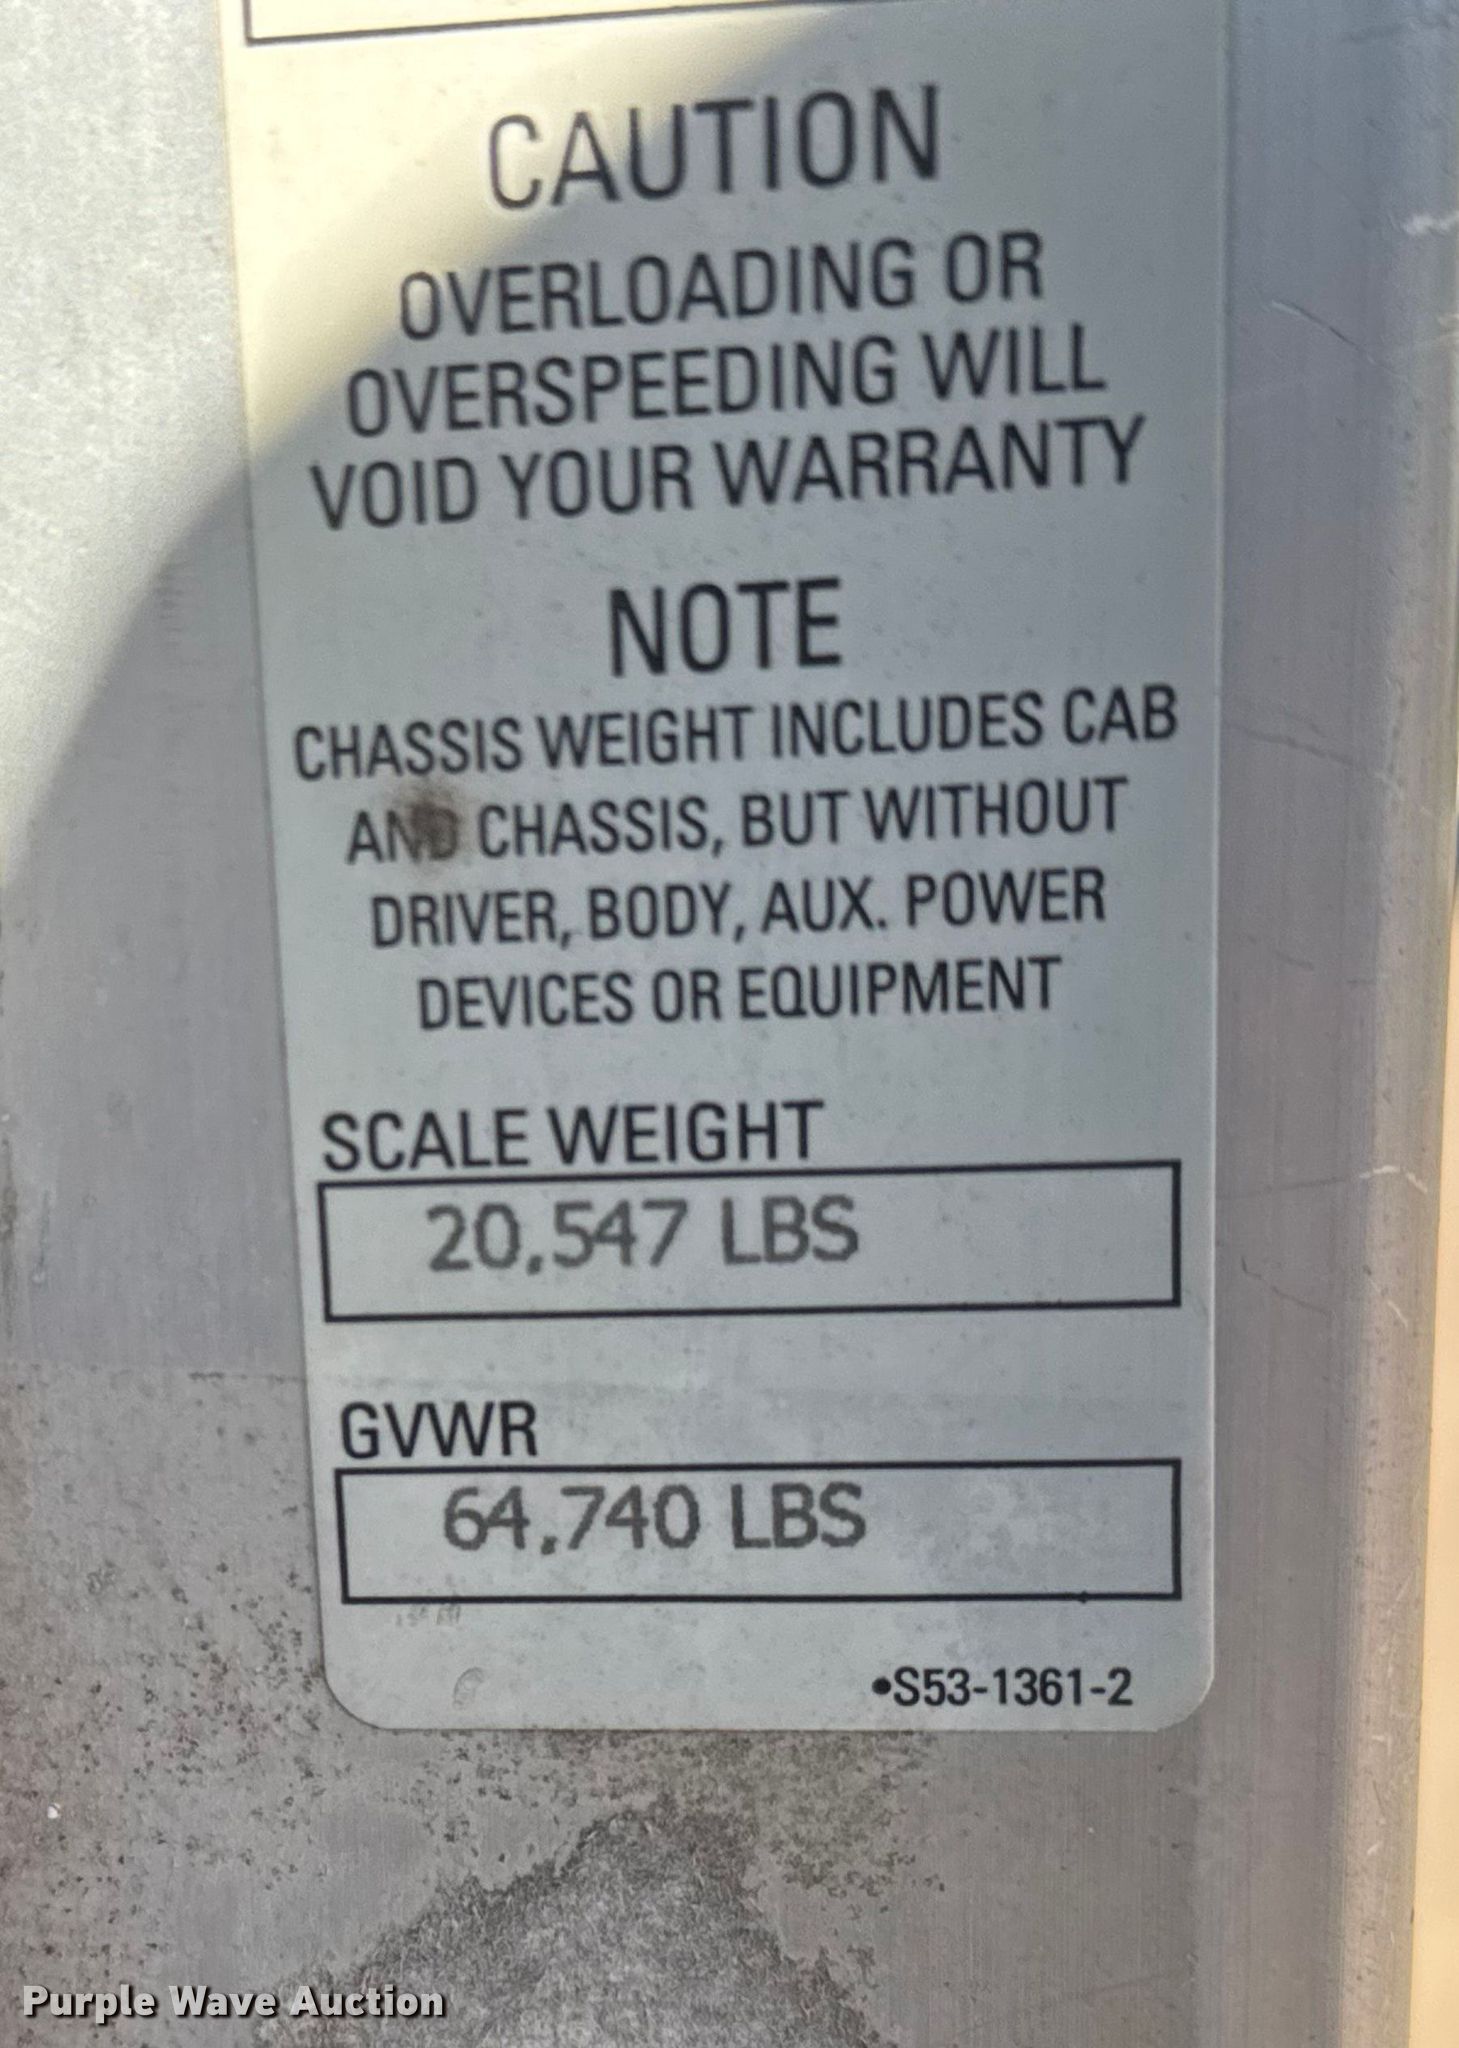 CAUTION
OVERLOADING OR
OVERSPEEDING WILL
VOID YOUR WARRANTY
NOTE
CHASSIS WEIGHT INCLUDES CAB
AND CHASSIS, BUT WITHOUT
DRIVER, BODY, AUX. POWER
DEVICES OR EQUIPMENT
SCALE WEIGHT
20,547 LBS
GVWR
64,740 LBS
•S53-1361-2
Purple Wave Auction